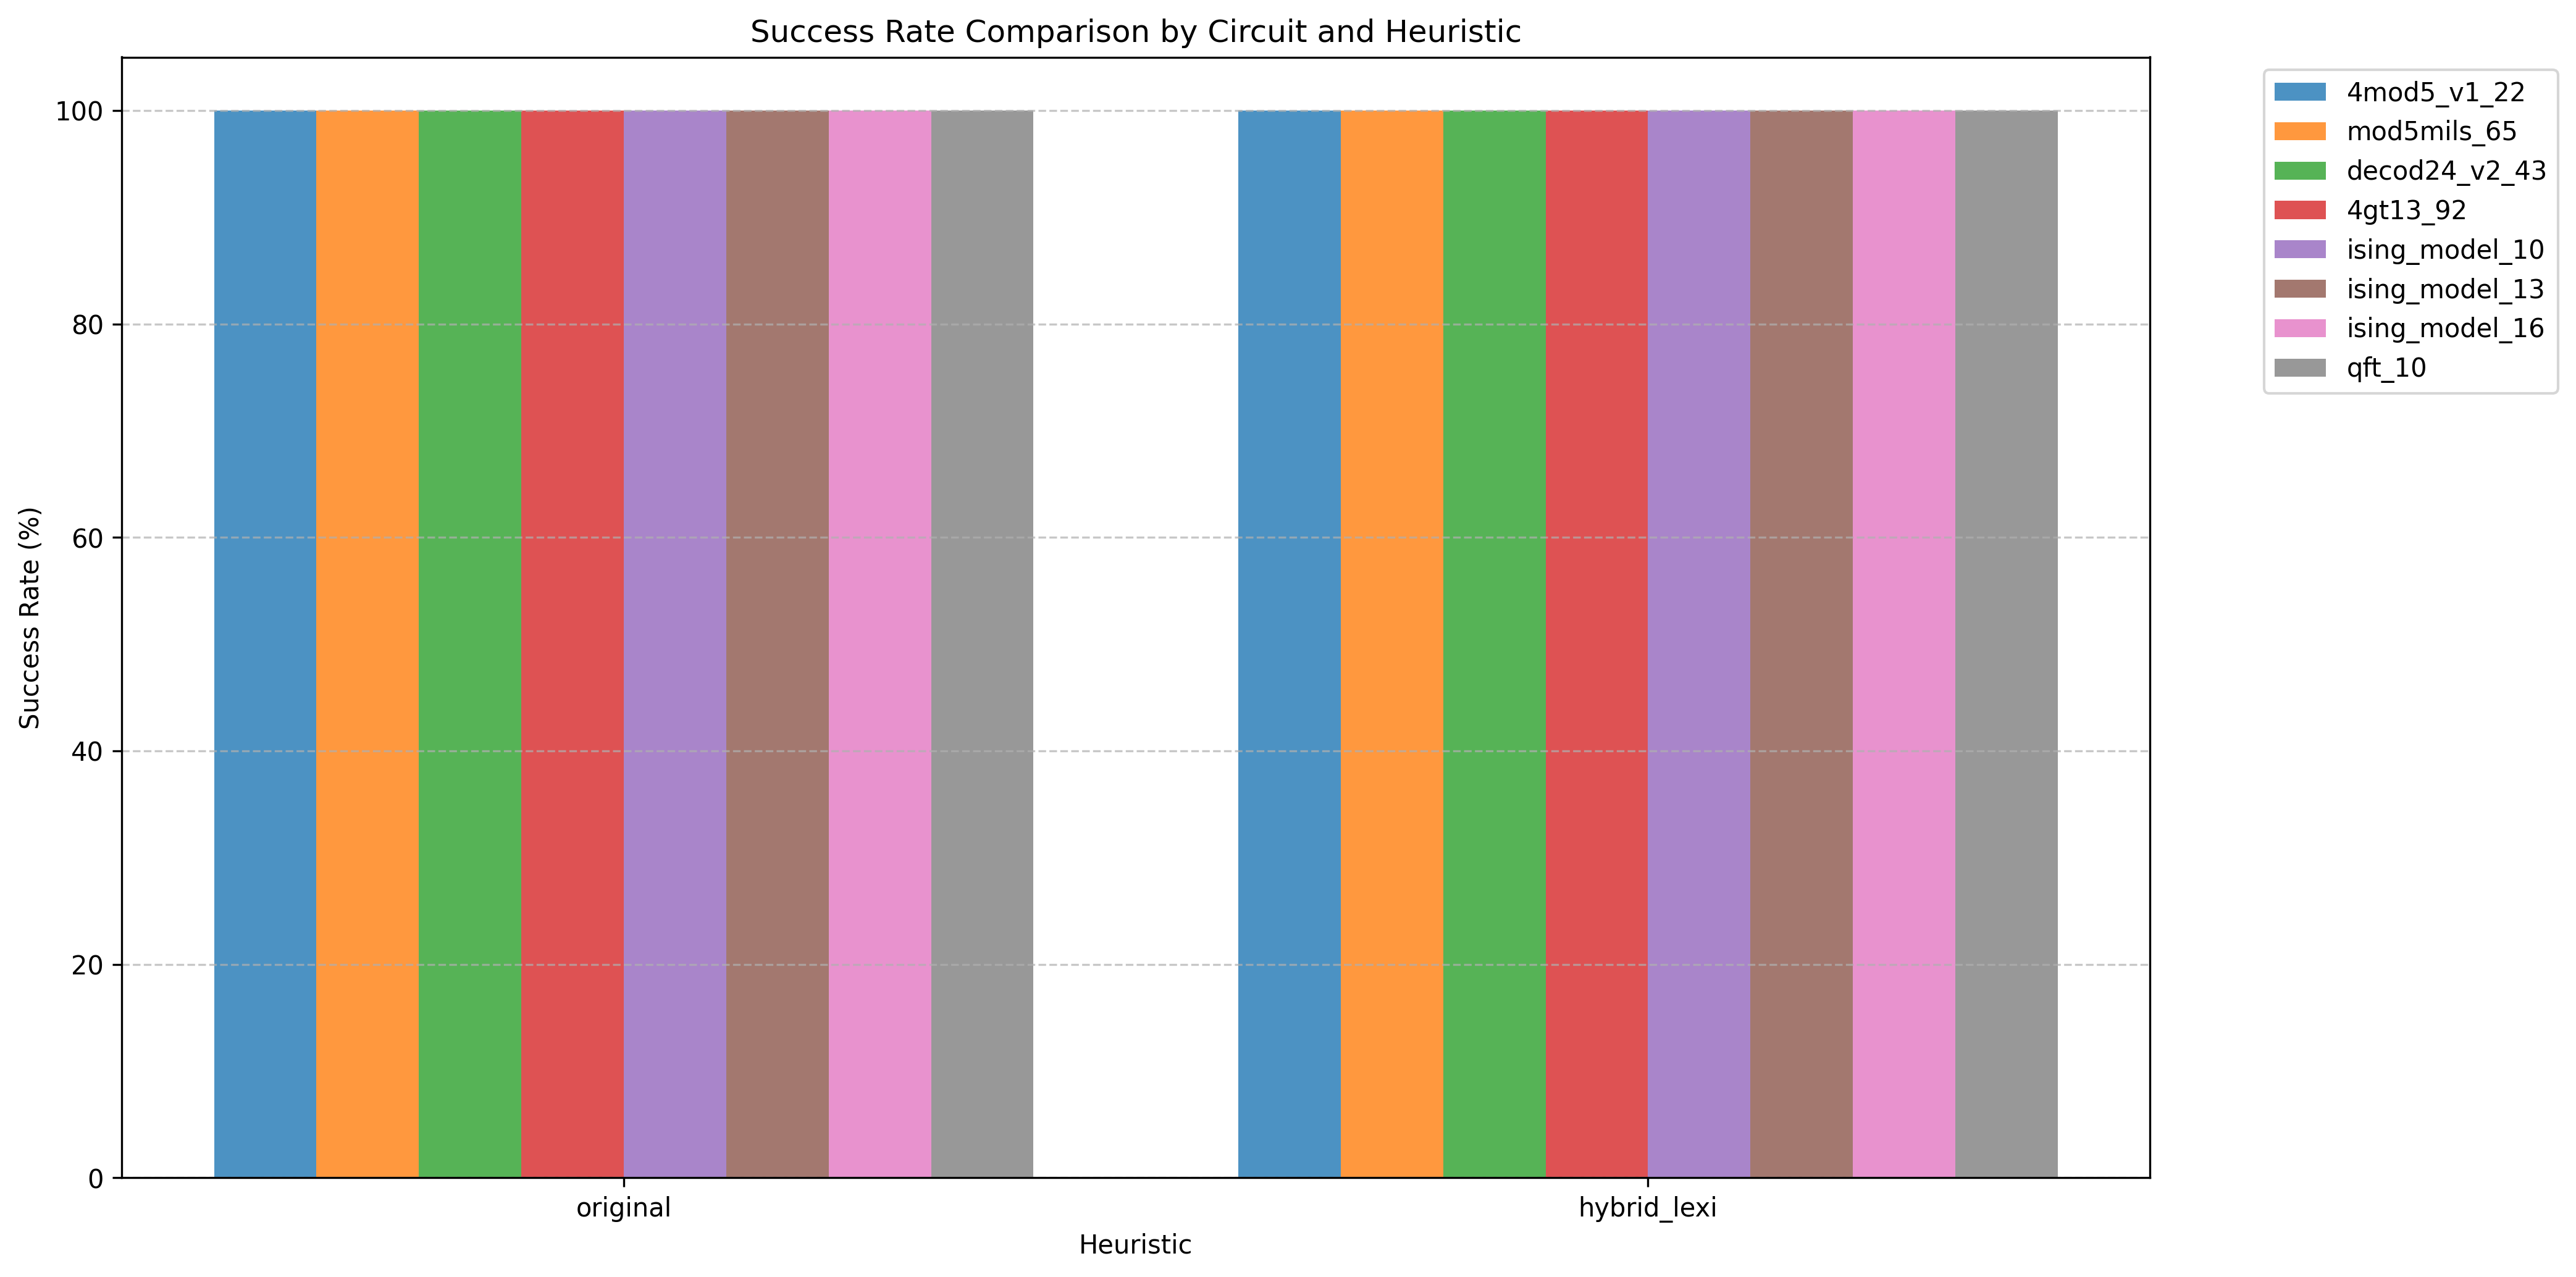 Success Rate Comparison by Circuit and Heuristic
Success Rate (%)
100
80
60
40
20
0
original
hybrid_lexi
Heuristic
4mod5_v1_22
mod5mils_65
decod24_v2_43
4gt13_92
ising_model_10
ising_model_13
ising_model_16
qft_10